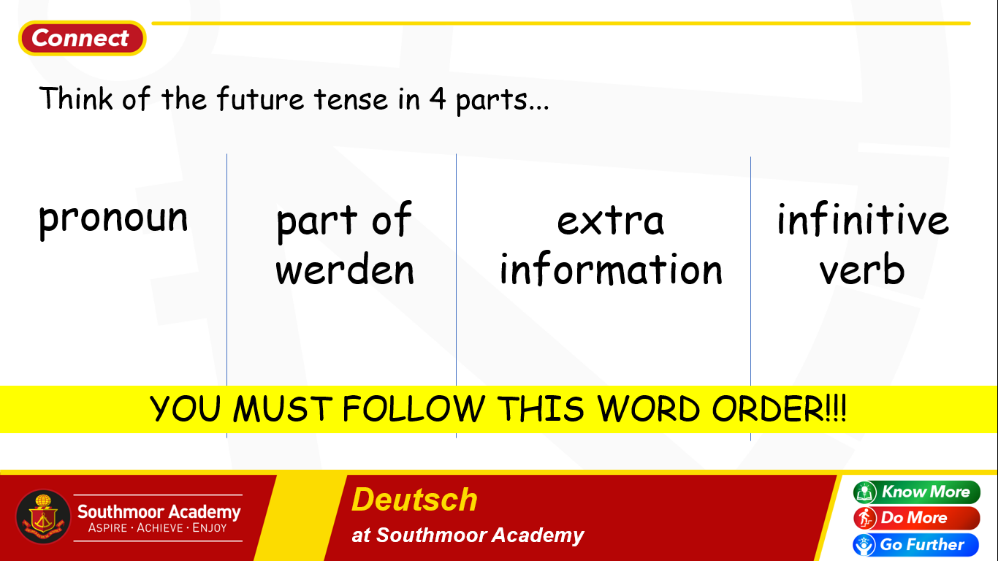 Connect
Think of the future tense in 4 parts...
pronoun
part of
werden
extra
information
infinitive
verb
YOU MUST FOLLOW THIS WORD ORDER!!!
Southmoor Academy
ASPIRE · ACHIEVE · ENJOY
Deutsch
at Southmoor Academy
Know More
Do More
Go Further